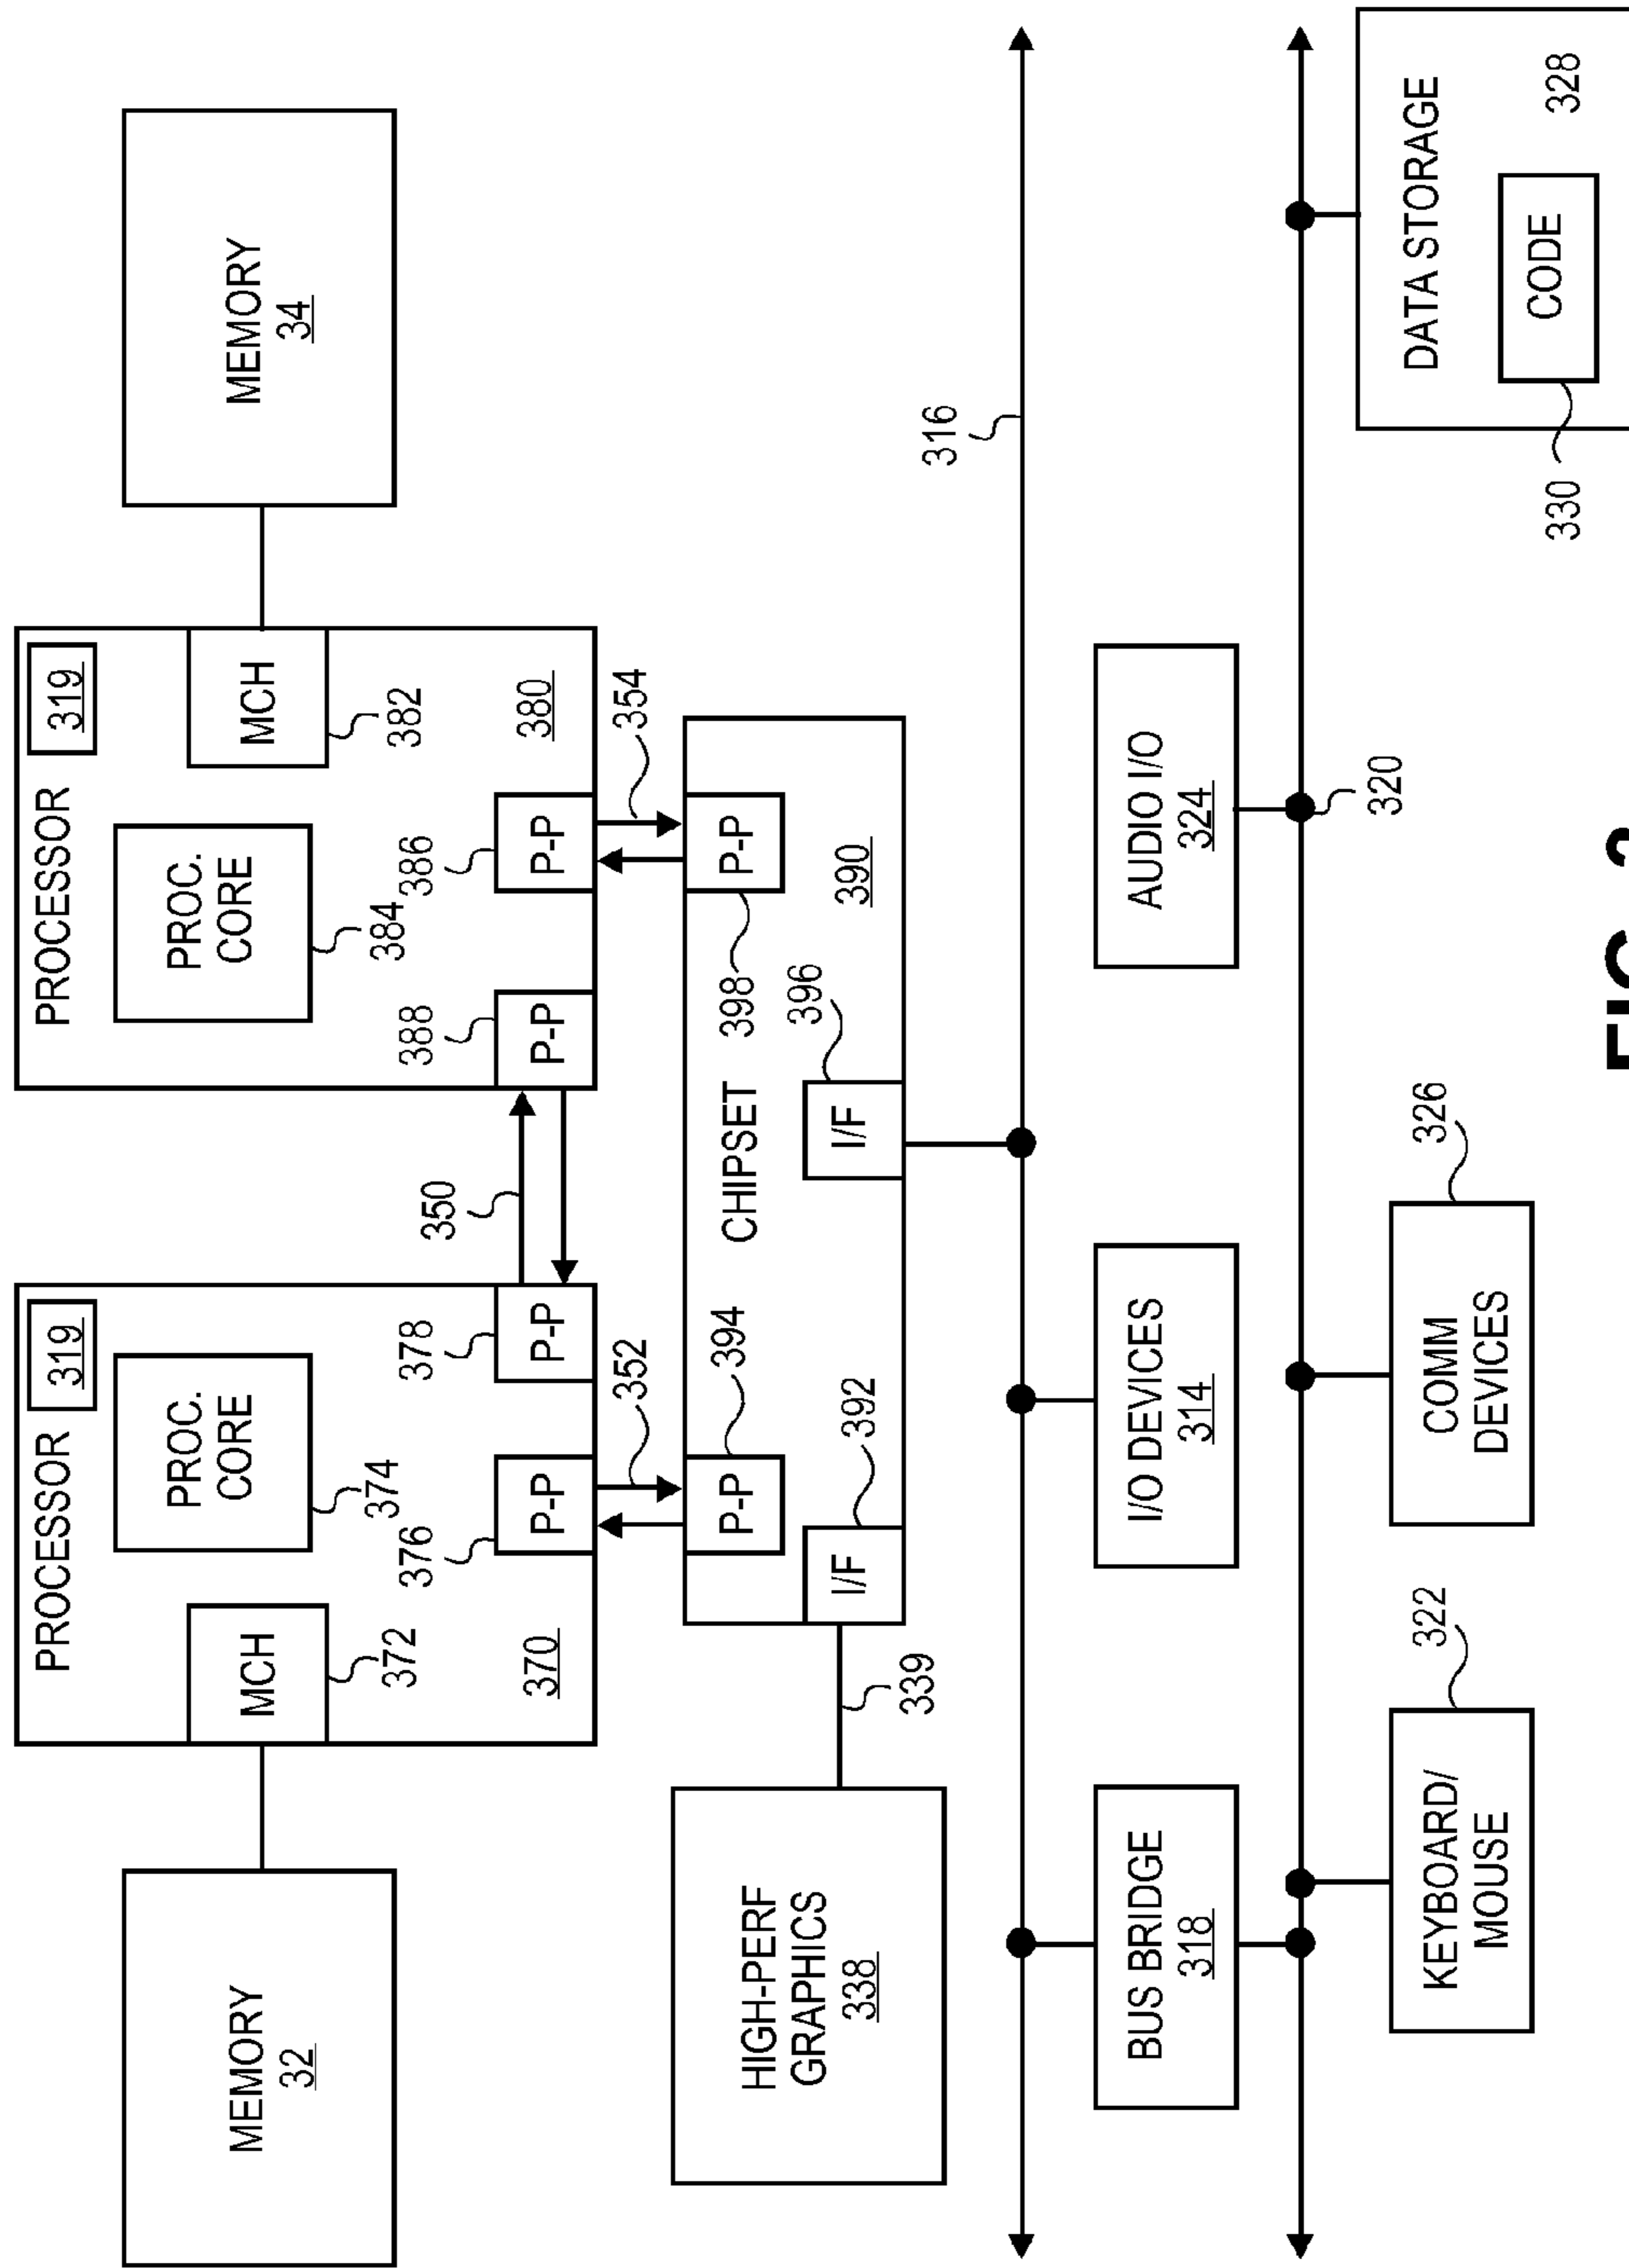 PROCESSOR
319
PROC.
CORE
374
MCH
372
370
376
P-P
378
P-P
MEMORY
32
350
PROCESSOR
319
PROC.
CORE
384
MCH
382
380
388
P-P
386
P-P
MEMORY
34
352
354
P-P
394
CHIPSET
P-P
398
390
I/F
392
I/F
396
HIGH-PERF
GRAPHICS
338
339
316
BUS BRIDGE
318
I/O DEVICES
314
AUDIO I/O
324
320
KEYBOARD/
MOUSE
322
COMM
DEVICES
326
DATA STORAGE
CODE
328
330
FIG.